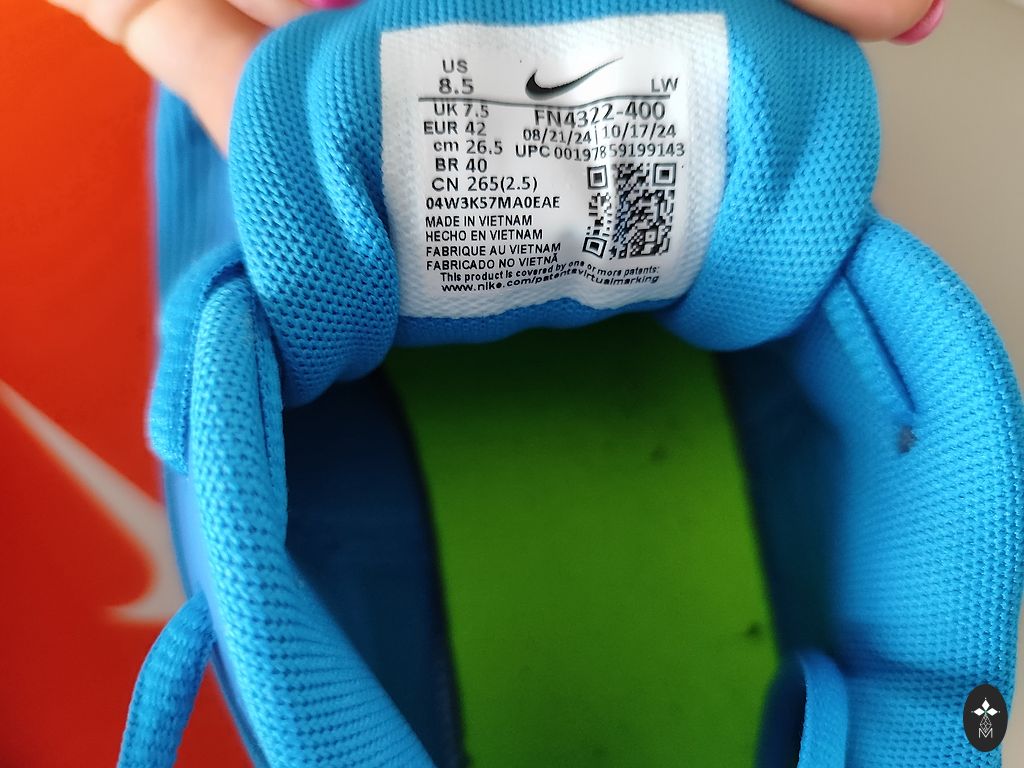 US
8.5
LW
UK 7.5
FN4322-400
EUR 42
08/21/24 | 10/17/24
cm 26.5
UPC 00197859199143
BR 40
CN 265(2.5)
04W3K57MA0EAE
MADE IN VIETNAM
HECHO EN VIETNAM
FABRIQUE AU VIETNAM
FABRICADO NO VIETNÃ
This product is covered by one or more patents:
www.nike.com/patentsvirtualmarking
M